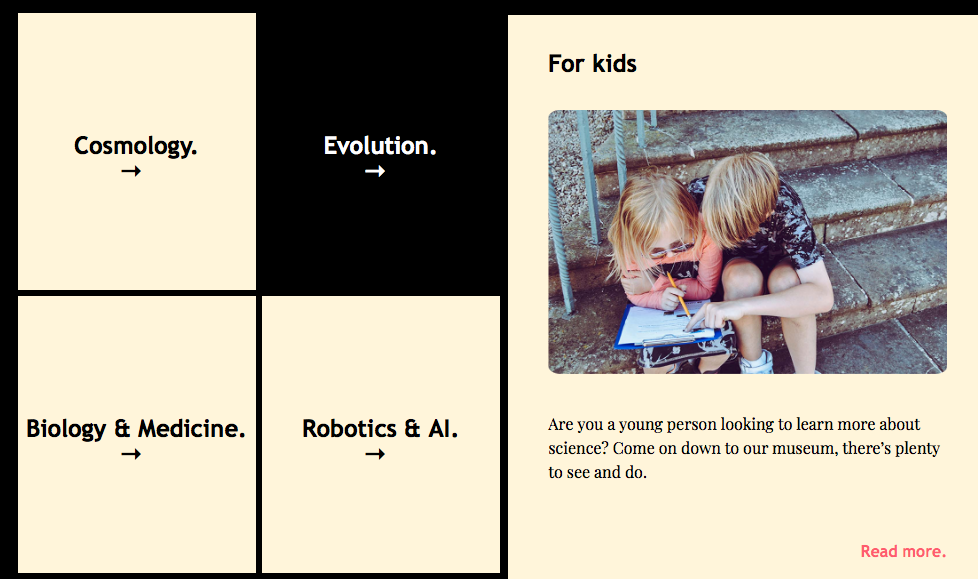 Cosmology.
→
Evolution.
→
Biology & Medicine.
→
Robotics & AI.
→
For kids
Are you a young person looking to learn more about
science? Come on down to our museum, there’s plenty
to see and do.
Read more.